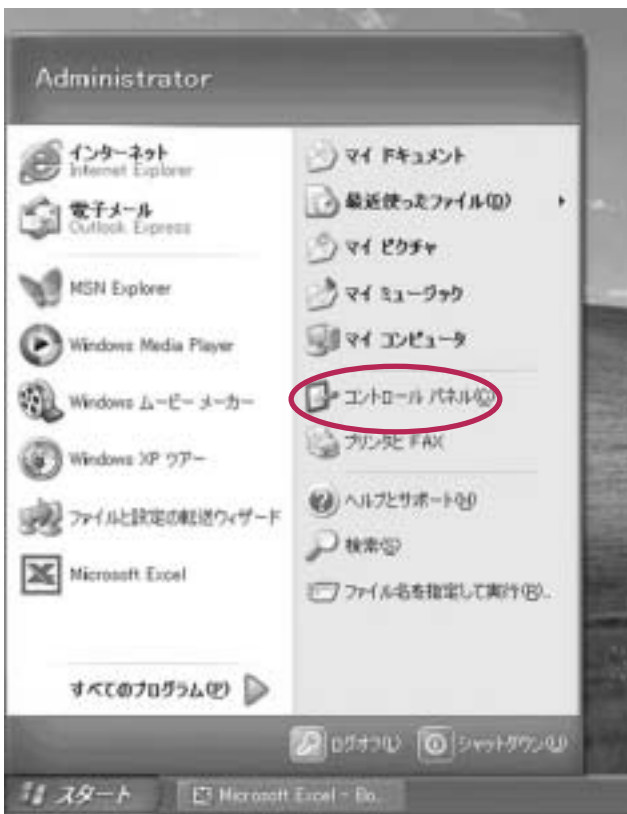 Administrator
インターネット
Internet Explorer
電子メール
Outlook Express
MSN Explorer
Windows Media Player
Windows ムービー メーカー
Windows XP ツアー
ファイルと設定の転送ウィザード
Microsoft Excel
すべてのプログラム(P)
マイ ドキュメント
最近使ったファイル(D)
マイ ピクチャ
マイ ミュージック
マイ コンピュータ
コントロール パネル(C)
プリンタと FAX
ヘルプとサポート(H)
検索(S)
ファイル名を指定して実行(R)...
ログオフ(L)
シャットダウン(U)
スタート
Microsoft Excel - Bo...